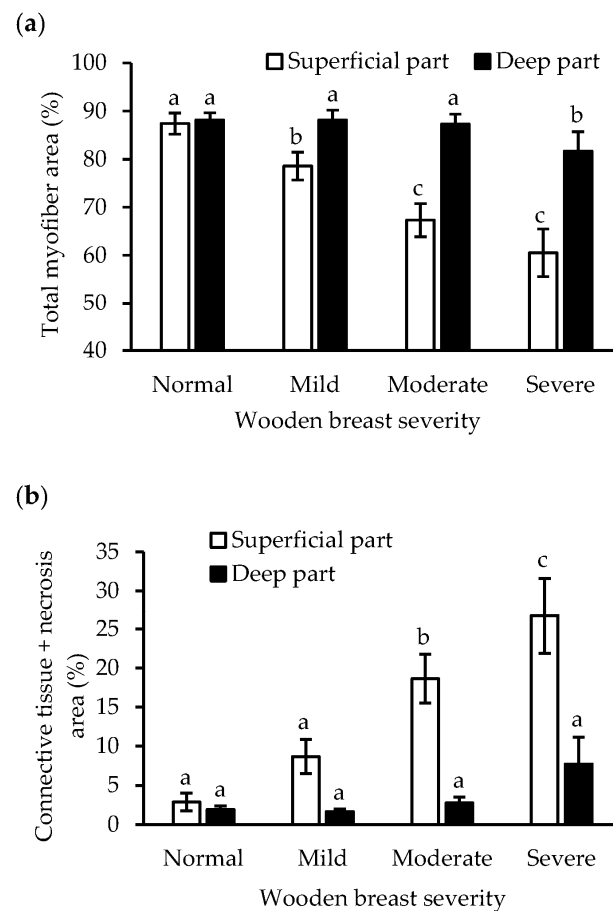 (a)
Superficial part
Deep part
Total myofiber area (%)
100
90
80
70
60
50
40
a a b a c a c b
Normal Mild Moderate Severe
Wooden breast severity
(b)
Superficial part
Deep part
Connective tissue + necrosis
area (%)
35
30
25
20
15
10
5
0
a a a a b a c a
Normal Mild Moderate Severe
Wooden breast severity